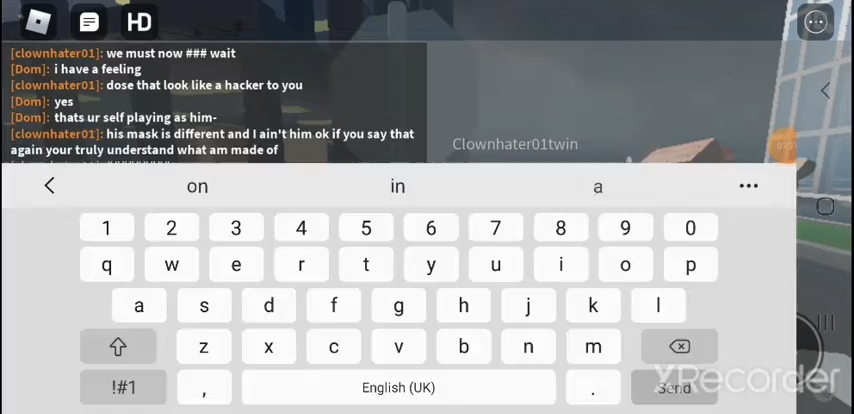 HD
[clownhater01]: we must now ### wait
[Dom]: i have a feeling
[clownhater01]: dose that look like a hacker to you
[Dom]: yes
[Dom]: thats ur self playing as him-
[clownhater01]: his mask is different and I ain't him ok if you say that
again your truly understand what am made of
Clownhater01twin
on in a
1 2 3 4 5 6 7 8 9 0
q w e r t y u i o p
a s d f g h j k l
z x c v b n m
!#1 , English (UK) . Send
XRecorder